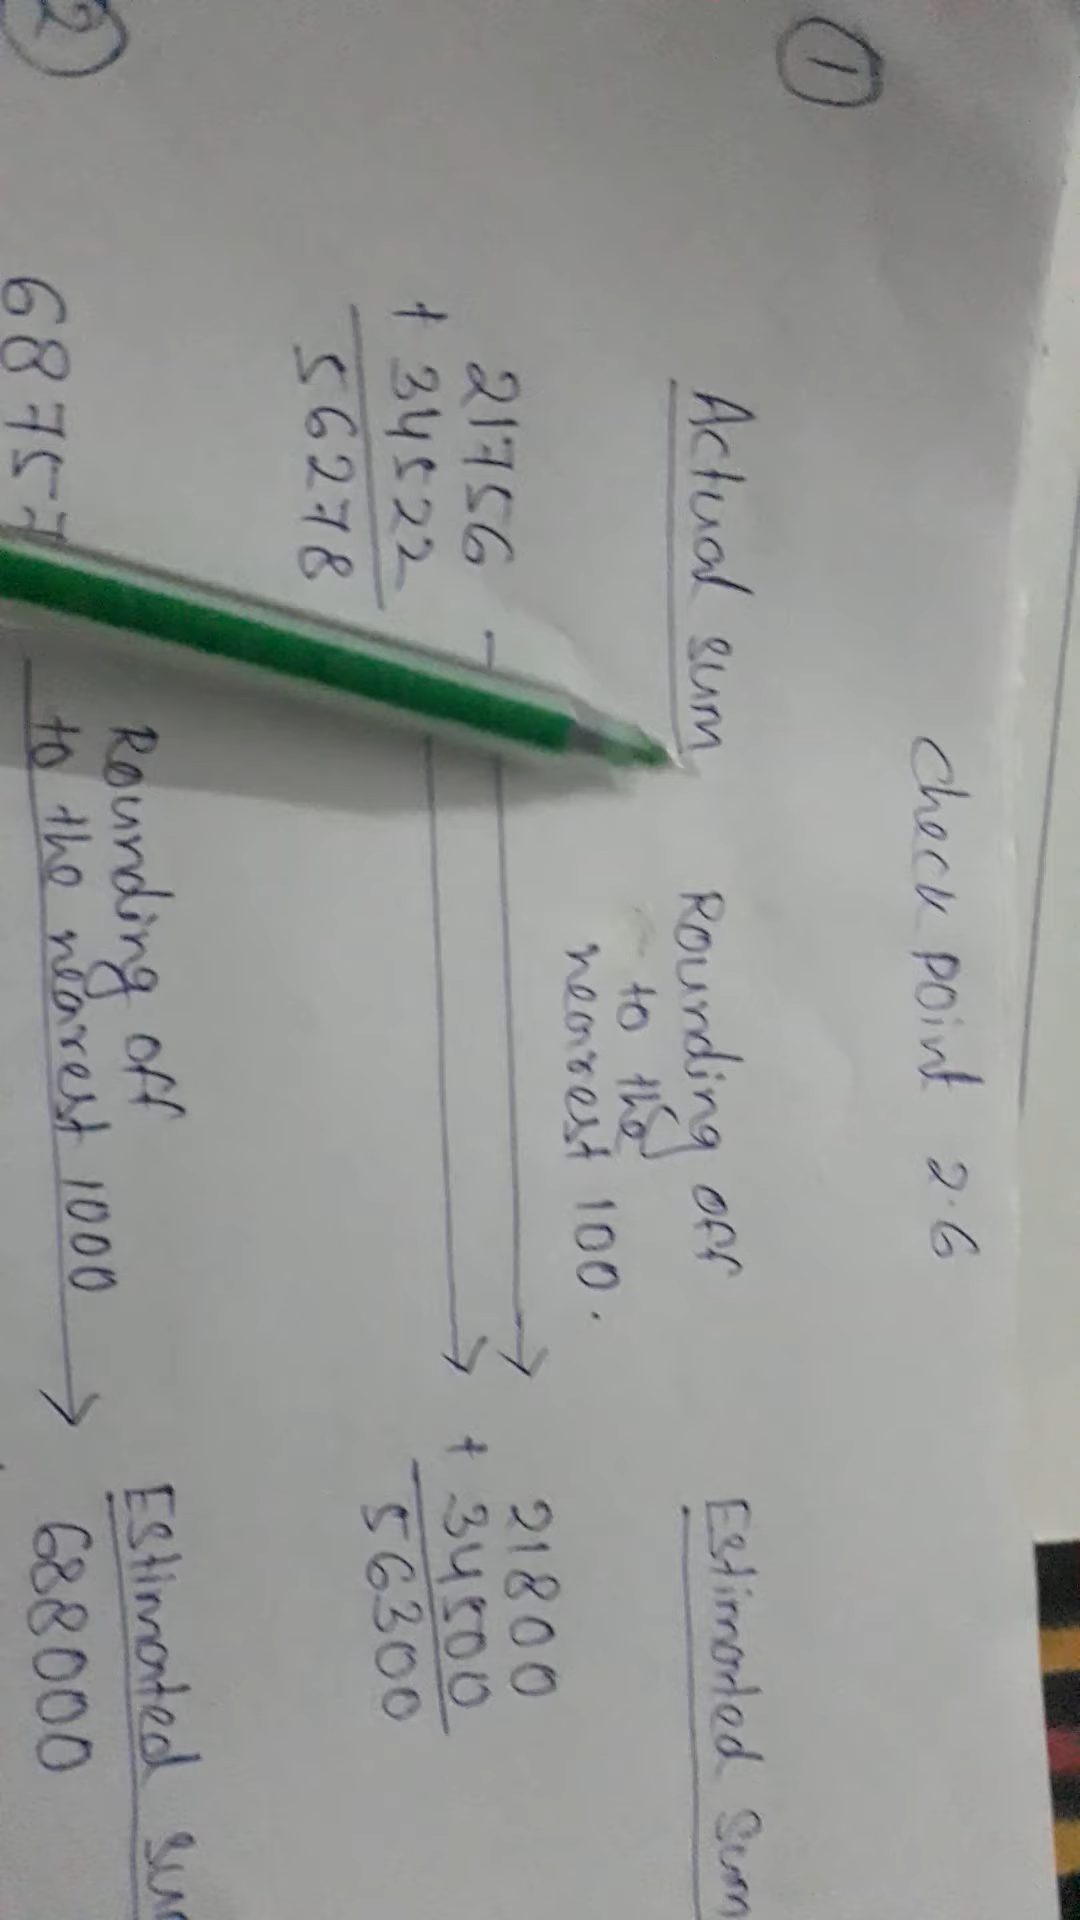 Check point 2.6
1
Actual sum Rounding off Estimated Sum
to the
nearest 100.
21756 21800
+ 34522 + 34500
56278 56300
2
Rounding off Estimated sum
68757 to the nearest 1000 68000